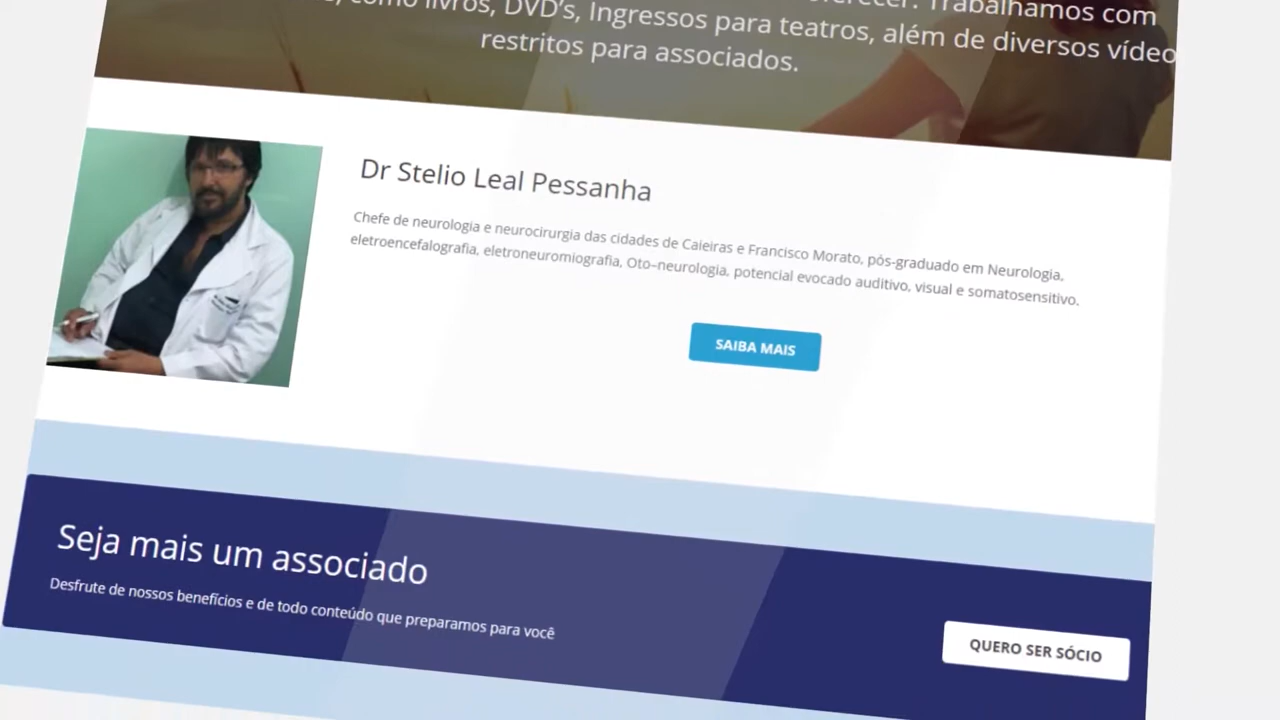 Trabalhamos com
como livros, DVD's, Ingressos para teatros, além de diversos vídeo
restritos para associados.
Dr Stelio Leal Pessanha
Chefe de neurologia e neurocirurgia das cidades de Caieiras e Francisco Morato, pós-graduado em Neurologia,
eletroencefalografia, eletroneuromiografia, Oto–neurologia, potencial evocado auditivo, visual e somatosensitivo.
SAIBA MAIS
Seja mais um associado
Desfrute de nossos benefícios e de todo conteúdo que preparamos para você
QUERO SER SÓCIO